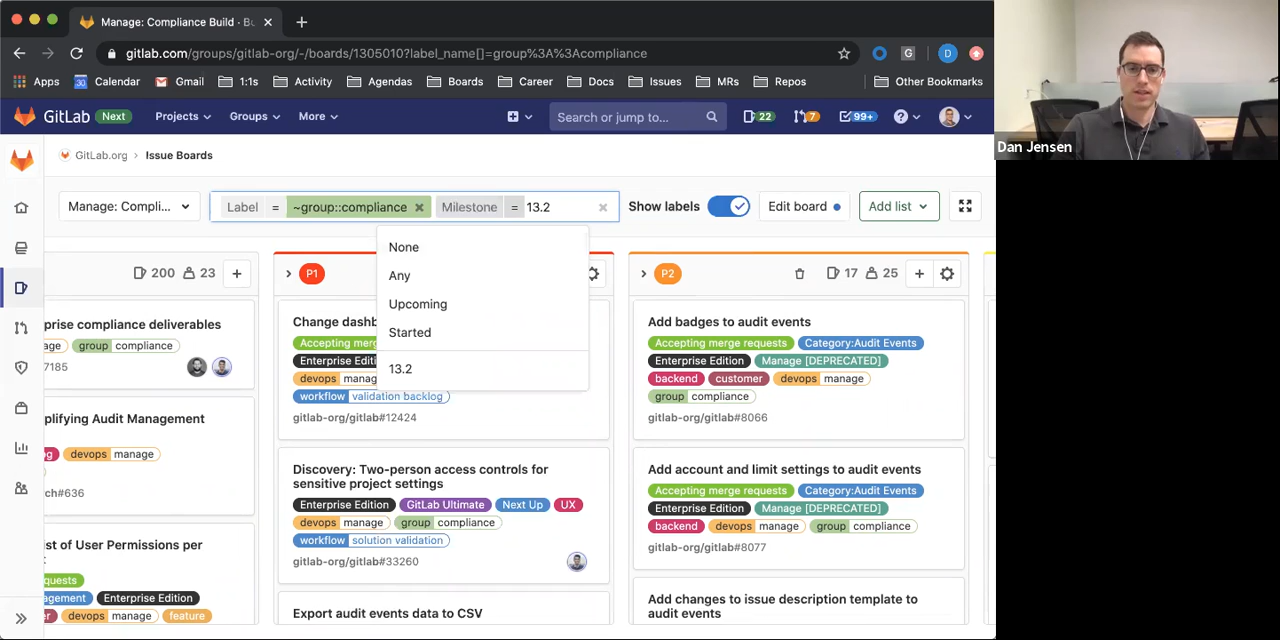 Manage: Compliance Build · Bo
gitlab.com/groups/gitlab-org/-/boards/1305010?label_name[]=group%3A%3Acompliance
G
D
Apps
30
Calendar
Gmail
1:1s
Activity
Agendas
Boards
Career
Docs
Issues
MRs
Repos
Other Bookmarks
GitLab
Next
Projects
Groups
More
Search or jump to...
22
7
99+
Dan Jensen
GitLab.org
Issue Boards
Manage: Compli...
Label
=
~group::compliance
Milestone
=
13.2
Show labels
Edit board
Add list
None
Any
Upcoming
Started
13.2
200
23
prise compliance deliverables
age
group compliance
7185
plifying Audit Management
devops manage
ch#636
ist of User Permissions per
quests
agement
Enterprise Edition
devops manage
feature
P1
Change dashb
Accepting merg
Enterprise Editi
devops manag
workflow validation backlog
gitlab-org/gitlab#12424
Discovery: Two-person access controls for
sensitive project settings
Enterprise Edition
GitLab Ultimate
Next Up
UX
devops manage
group compliance
workflow solution validation
gitlab-org/gitlab#33260
Export audit events data to CSV
P2
17
25
Add badges to audit events
Accepting merge requests
Category:Audit Events
Enterprise Edition
Manage [DEPRECATED]
backend
customer
devops manage
group compliance
gitlab-org/gitlab#8066
Add account and limit settings to audit events
Accepting merge requests
Category:Audit Events
Enterprise Edition
Manage [DEPRECATED]
backend
devops manage
group compliance
gitlab-org/gitlab#8077
Add changes to issue description template to
audit events